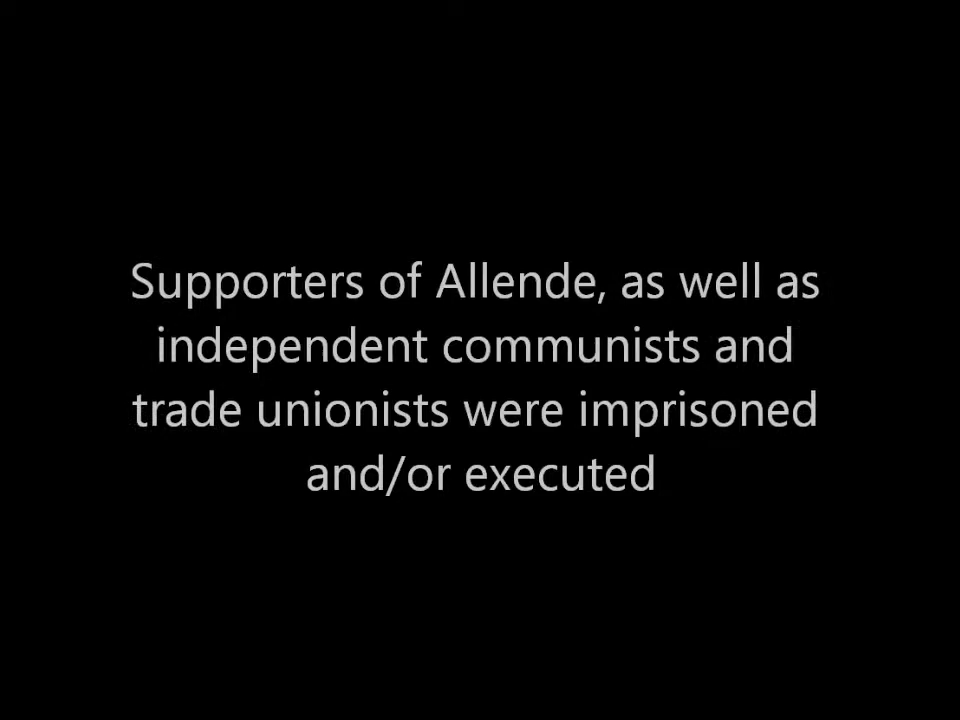 Supporters of Allende, as well as
independent communists and
trade unionists were imprisoned
and/or executed